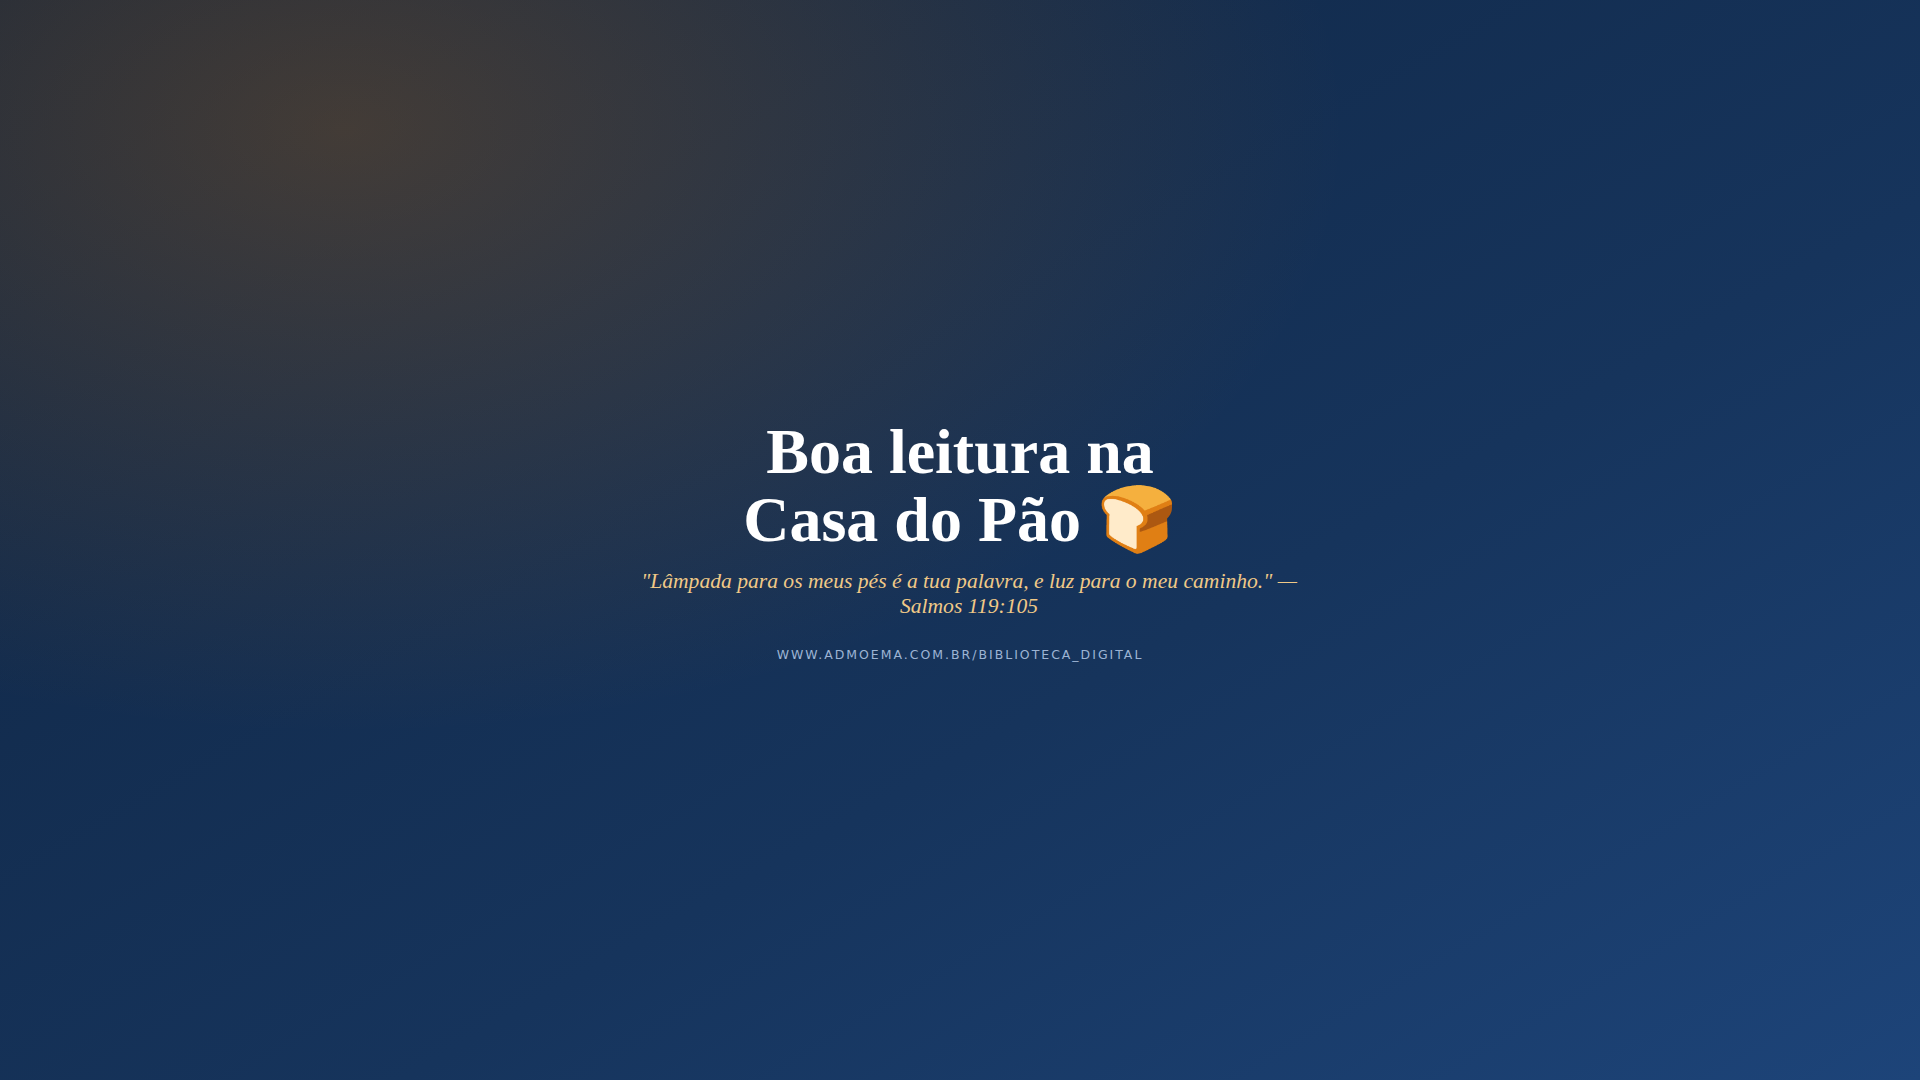 Boa leitura na
Casa do Pão 🍞
"Lâmpada para os meus pés é a tua palavra, e luz para o meu caminho." —
Salmos 119:105
WWW.ADMOEMA.COM.BR/BIBLIOTECA_DIGITAL